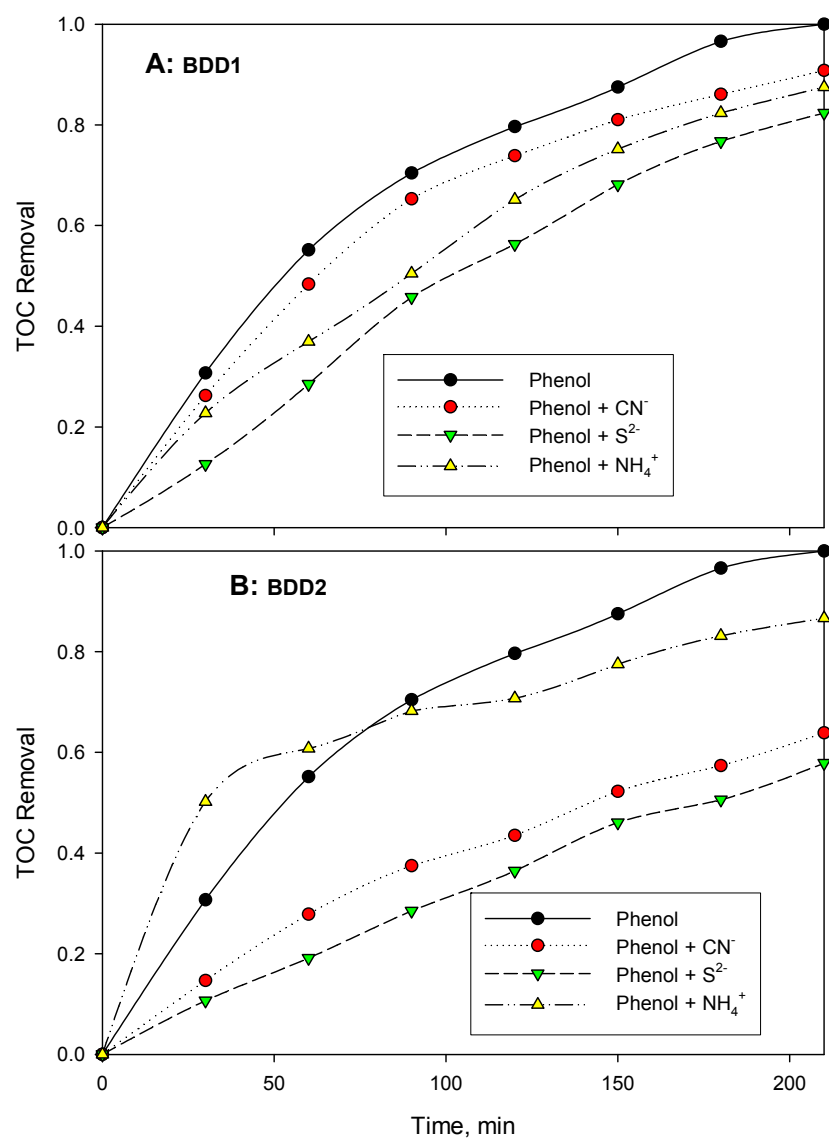 A: BDD1
TOC Removal
1.0
0.8
0.6
0.4
0.2
0.0
Phenol
Phenol + CN⁻
Phenol + S²⁻
Phenol + NH₄⁺
B: BDD2
TOC Removal
1.0
0.8
0.6
0.4
0.2
0.0
Phenol
Phenol + CN⁻
Phenol + S²⁻
Phenol + NH₄⁺
0 50 100 150 200
Time, min